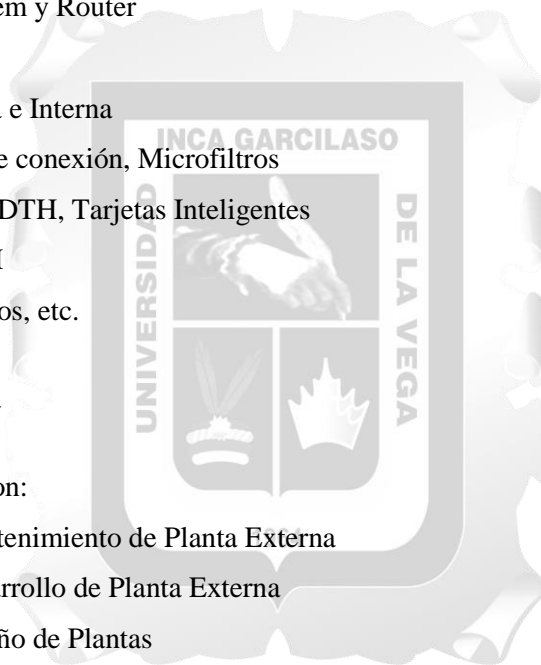 em y Router
a e Interna
INCA GARCILASO
e conexión, Microfiltros
DTH, Tarjetas Inteligentes
os, etc.
UNIVERSIDAD
DE LA VEGA
on:
tenimiento de Planta Externa
rrollo de Planta Externa
ño de Plantas